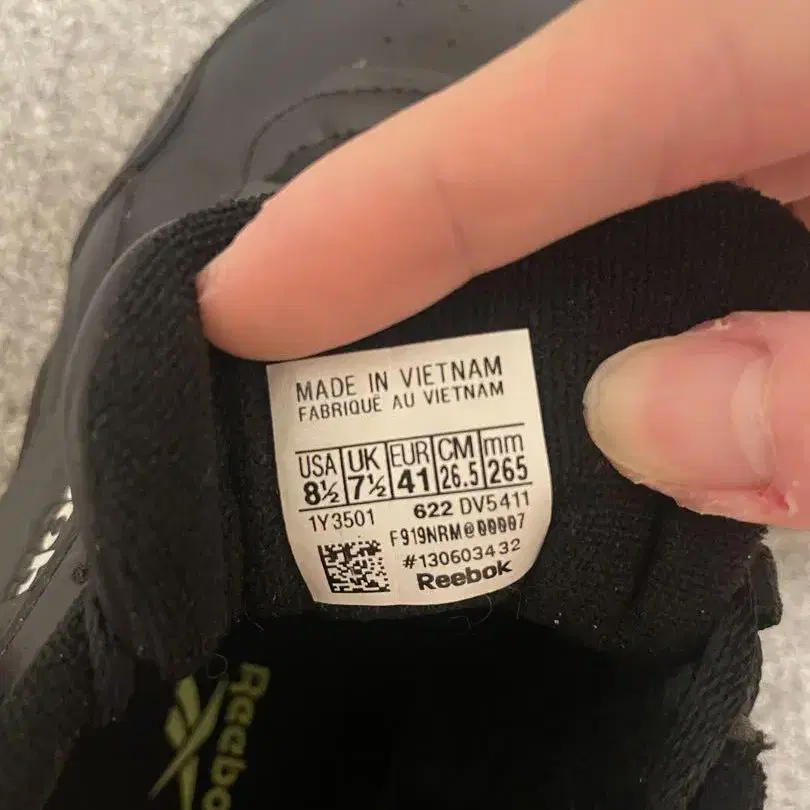 MADE IN VIETNAM
FABRIQUÉ AU VIETNAM
USA UK EUR CM mm
8½ 7½ 41 26.5 265
1Y3501 622 DV5411
F919NRM@00007
#130603432
Reebok
Reebo